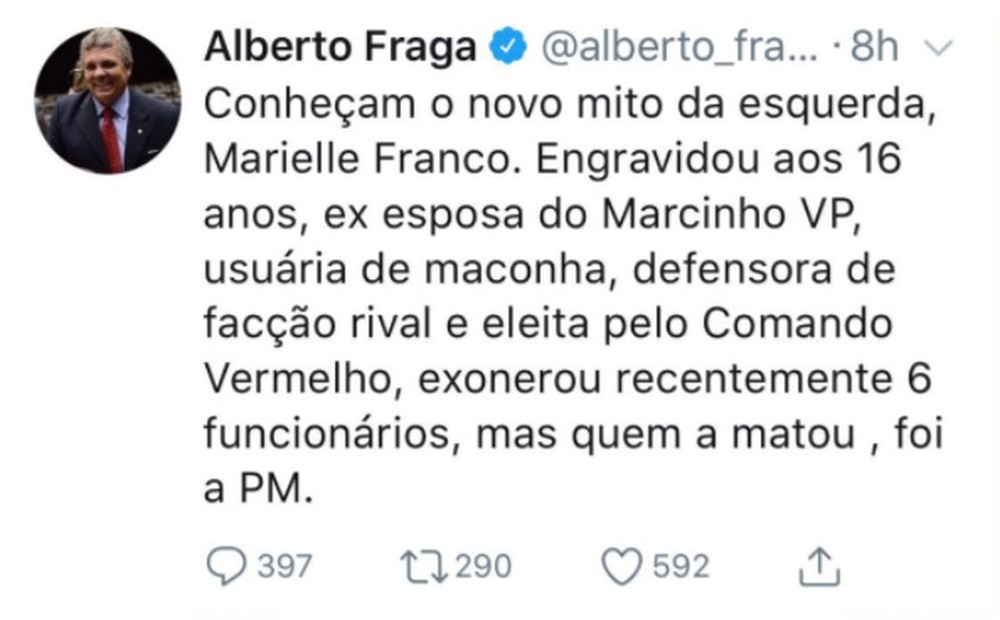 Alberto Fraga @alberto_fra... · 8h
Conheçam o novo mito da esquerda,
Marielle Franco. Engravidou aos 16
anos, ex esposa do Marcinho VP,
usuária de maconha, defensora de
facção rival e eleita pelo Comando
Vermelho, exonerou recentemente 6
funcionários, mas quem a matou , foi
a PM.
397 290 592